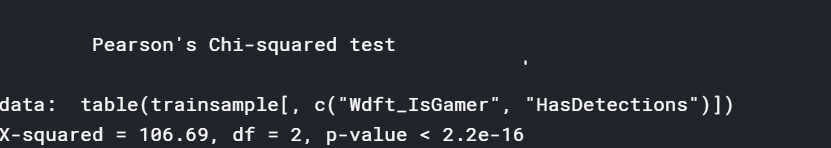 Pearson's Chi-squared test
data:  table(trainsample[, c("Wdft_IsGamer", "HasDetections")])
X-squared = 106.69, df = 2, p-value < 2.2e-16